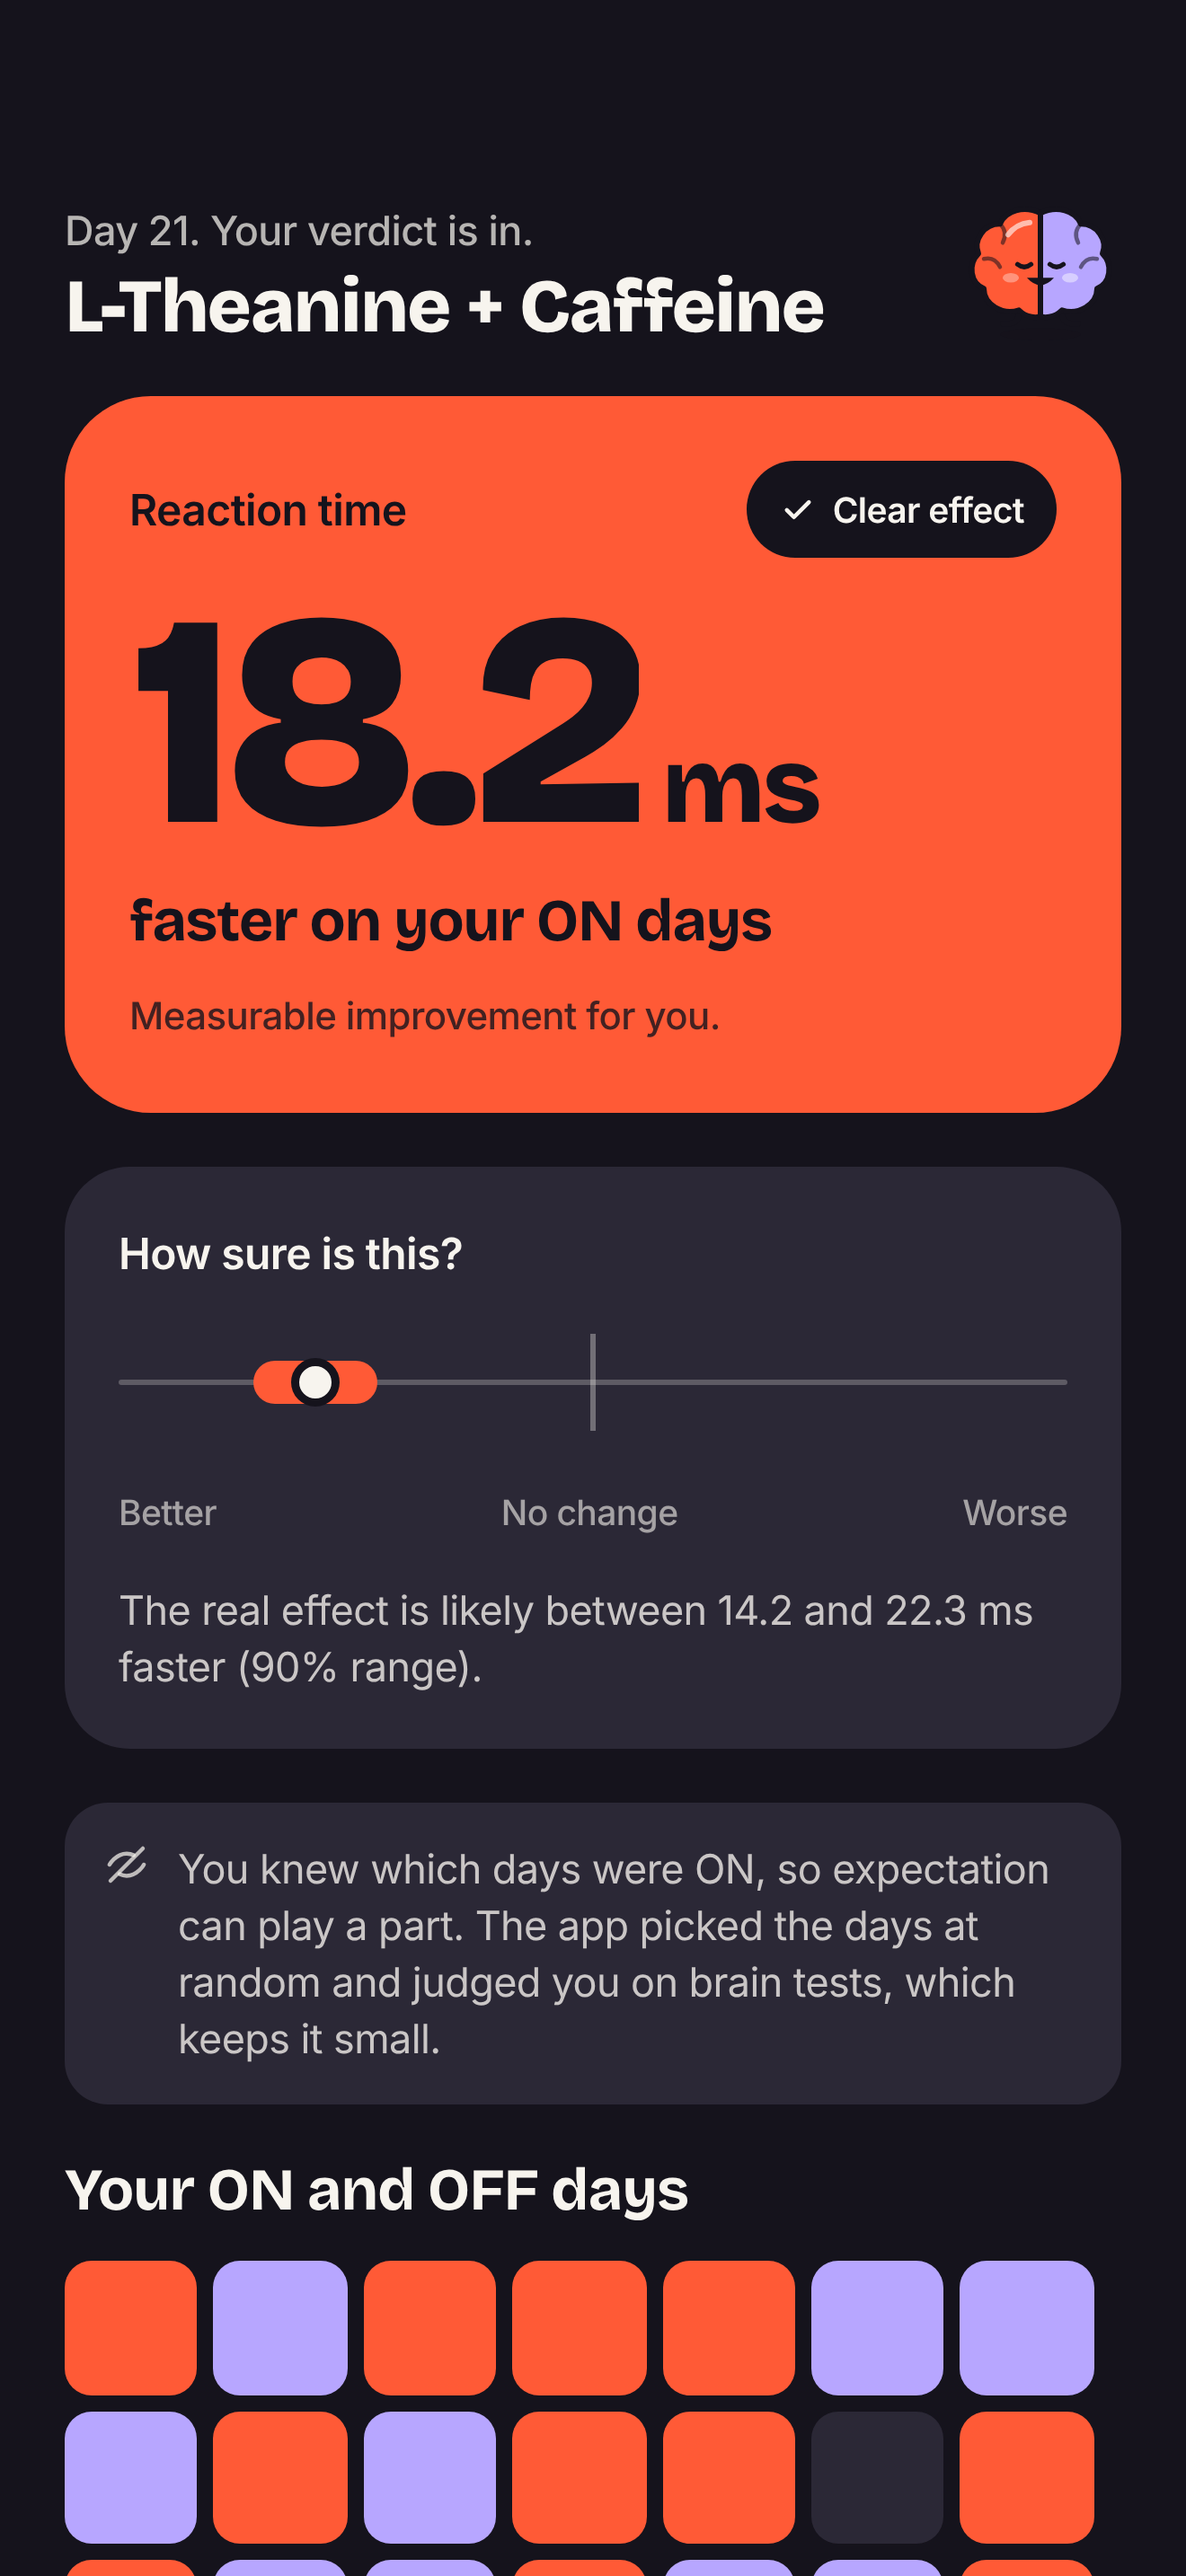 Day 21. Your verdict is in.
L-Theanine + Caffeine
Reaction time
Clear effect
18.2 ms
faster on your ON days
Measurable improvement for you.
How sure is this?
Better No change Worse
The real effect is likely between 14.2 and 22.3 ms
faster (90% range).
You knew which days were ON, so expectation
can play a part. The app picked the days at
random and judged you on brain tests, which
keeps it small.
Your ON and OFF days